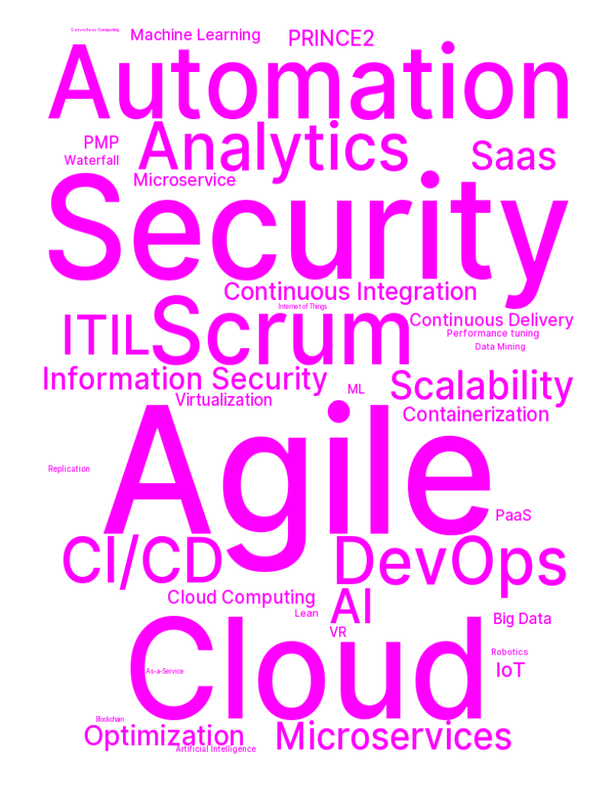 Serverless Computing
Machine Learning
PRINCE2
Automation
Analytics
PMP
Saas
Waterfall
Microservice
Security
Continuous Integration
Internet of Things
ITIL
Scrum
Continuous Delivery
Performance tuning
Data Mining
Information Security
ML
Scalability
Virtualization
Containerization
Agile
Replication
PaaS
CI/CD
DevOps
Cloud Computing
AI
Lean
Big Data
VR
Cloud
Robotics
As-a-Service
IoT
Blockchain
Optimization
Microservices
Artificial Intelligence